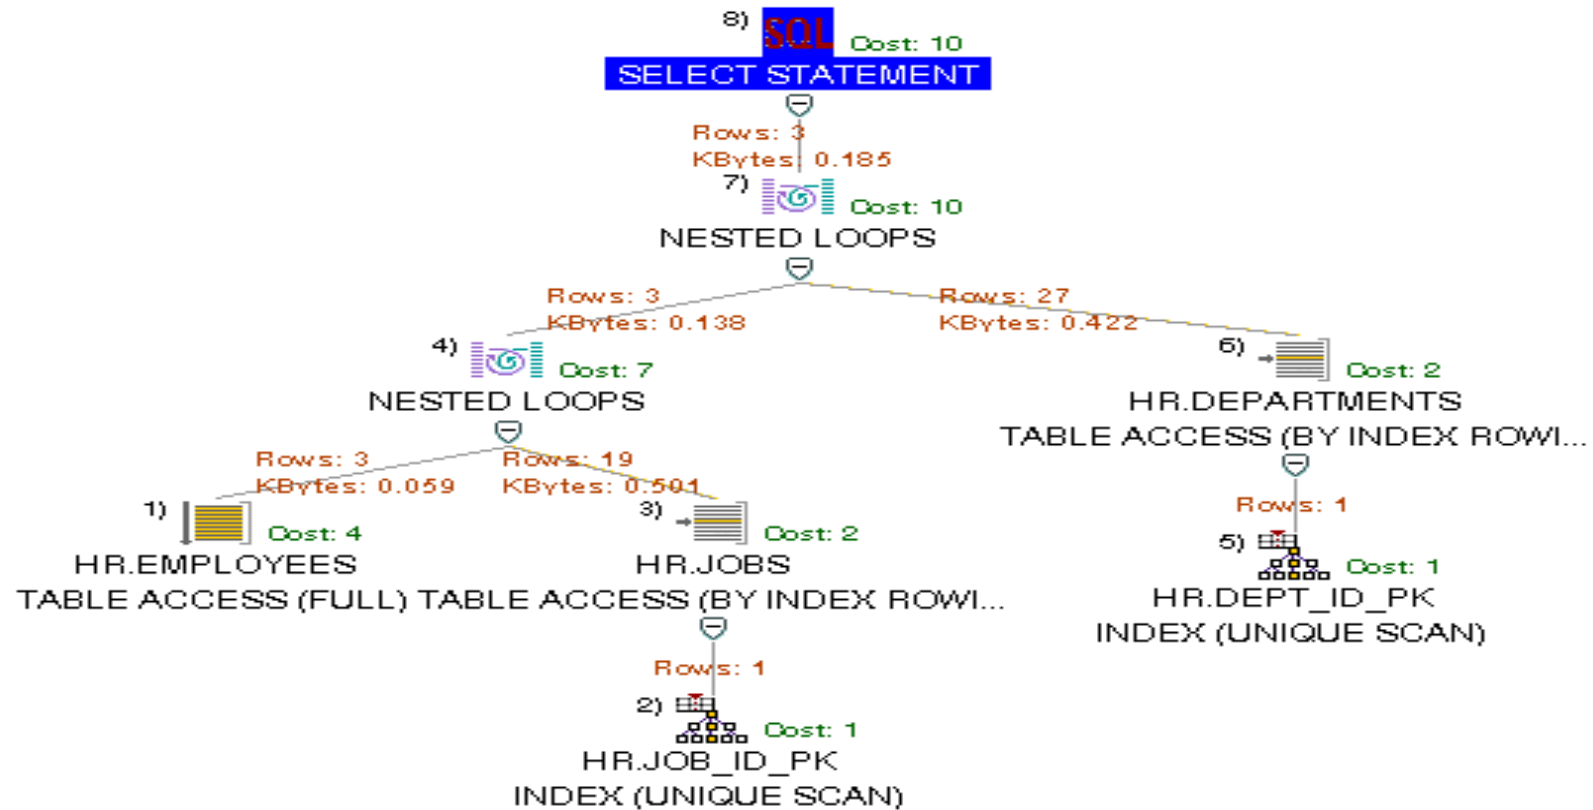 8) SQL Cost: 10
SELECT STATEMENT
Rows: 3
KBytes: 0.185
7) Cost: 10
NESTED LOOPS
Rows: 3 Rows: 27
KBytes: 0.138 KBytes: 0.422
4) Cost: 7 6) Cost: 2
NESTED LOOPS HR.DEPARTMENTS
TABLE ACCESS (BY INDEX ROWI...
Rows: 3 Rows: 19
KBytes: 0.059 KBytes: 0.501
1) Cost: 4 3) Cost: 2 Rows: 1
HR.EMPLOYEES HR.JOBS 5) Cost: 1
TABLE ACCESS (FULL) TABLE ACCESS (BY INDEX ROWI... HR.DEPT_ID_PK
INDEX (UNIQUE SCAN)
Rows: 1
2) Cost: 1
HR.JOB_ID_PK
INDEX (UNIQUE SCAN)